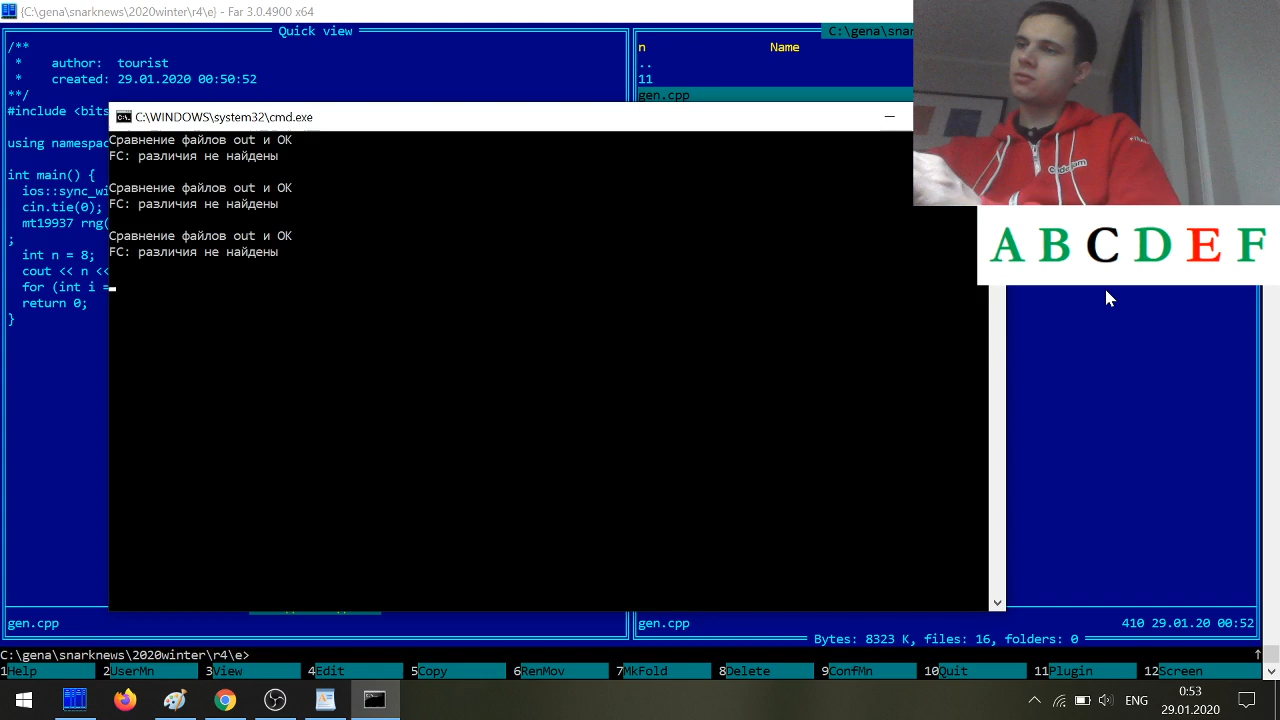 {C:\gena\snarknews\2020winter\r4\e} - Far 3.0.4900 x64
Quick view
/**
*    author:  tourist
*    created: 29.01.2020 00:50:52
**/
#include <bits
using namespac
int main() {
ios::sync_wi
cin.tie(0);
mt19937 rng(
;
int n = 8;
cout << n <<
for (int i =
return 0;
}
gen.cpp
C:\gena\snar
n Name
..
11
gen.cpp
C:\WINDOWS\system32\cmd.exe
Сравнение файлов out и OK
FC: различия не найдены
Сравнение файлов out и OK
FC: различия не найдены
Сравнение файлов out и OK
FC: различия не найдены
Codejam
A B C D E F
gen.cpp 410 29.01.20 00:52
Bytes: 8323 K, files: 16, folders: 0
C:\gena\snarknews\2020winter\r4\e>
1Help 2UserMn 3View 4Edit 5Copy 6RenMov 7MkFold 8Delete 9ConfMn 10Quit 11Plugin 12Screen
ENG
0:53
29.01.2020